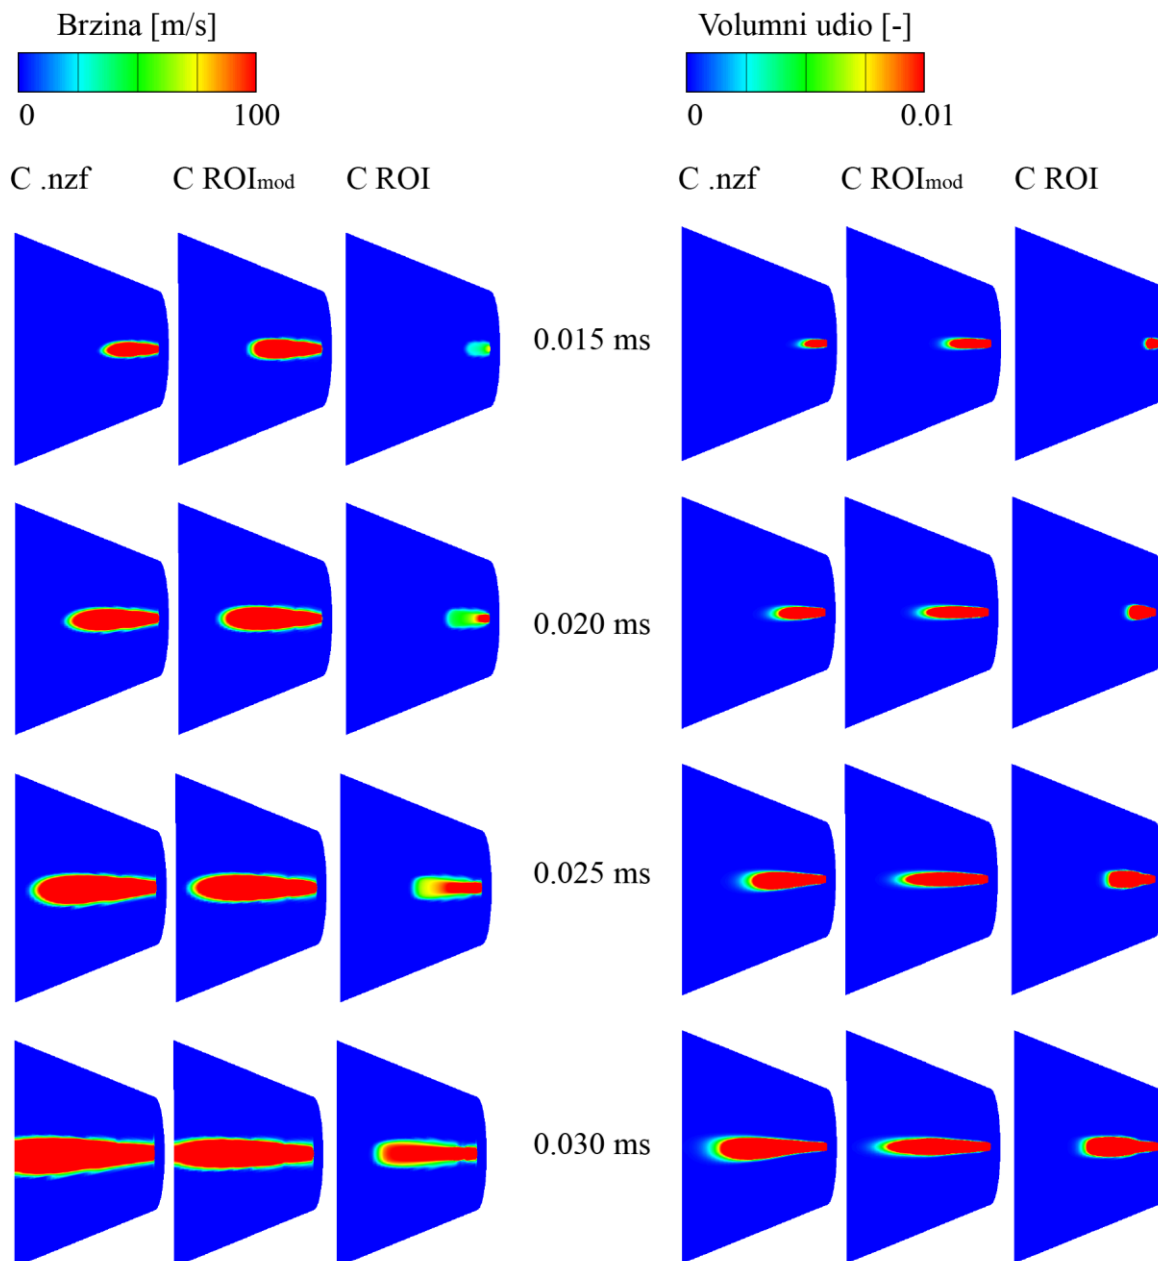 Brzina [m/s]
Volumni udio [-]
0 100
0 0.01
C .nzf C ROImod C ROI
C .nzf C ROImod C ROI
0.015 ms
0.020 ms
0.025 ms
0.030 ms